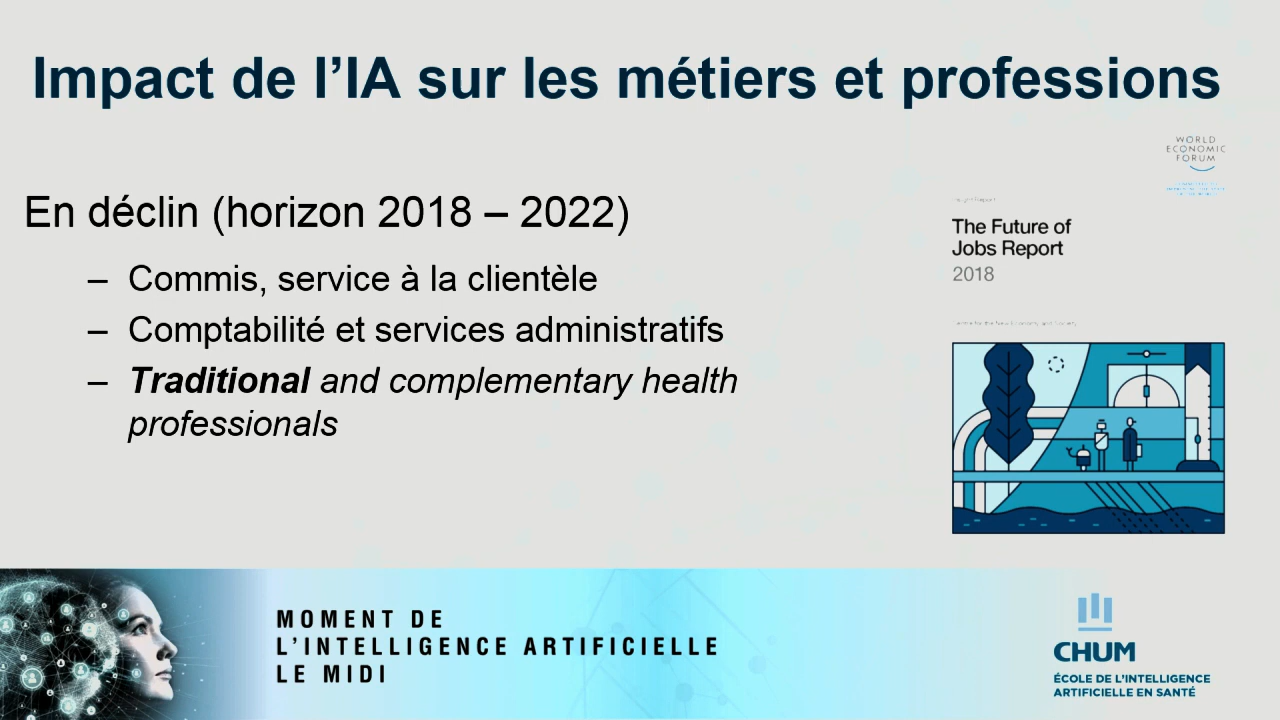 Impact de l’IA sur les métiers et professions
WORLD
ECONOMIC
FORUM
En déclin (horizon 2018 – 2022)
– Commis, service à la clientèle
– Comptabilité et services administratifs
– Traditional and complementary health
professionals
The Future of
Jobs Report
2018
MOMENT DE
L’INTELLIGENCE ARTIFICIELLE
LE MIDI
CHUM
ÉCOLE DE L’INTELLIGENCE
ARTIFICIELLE EN SANTÉ